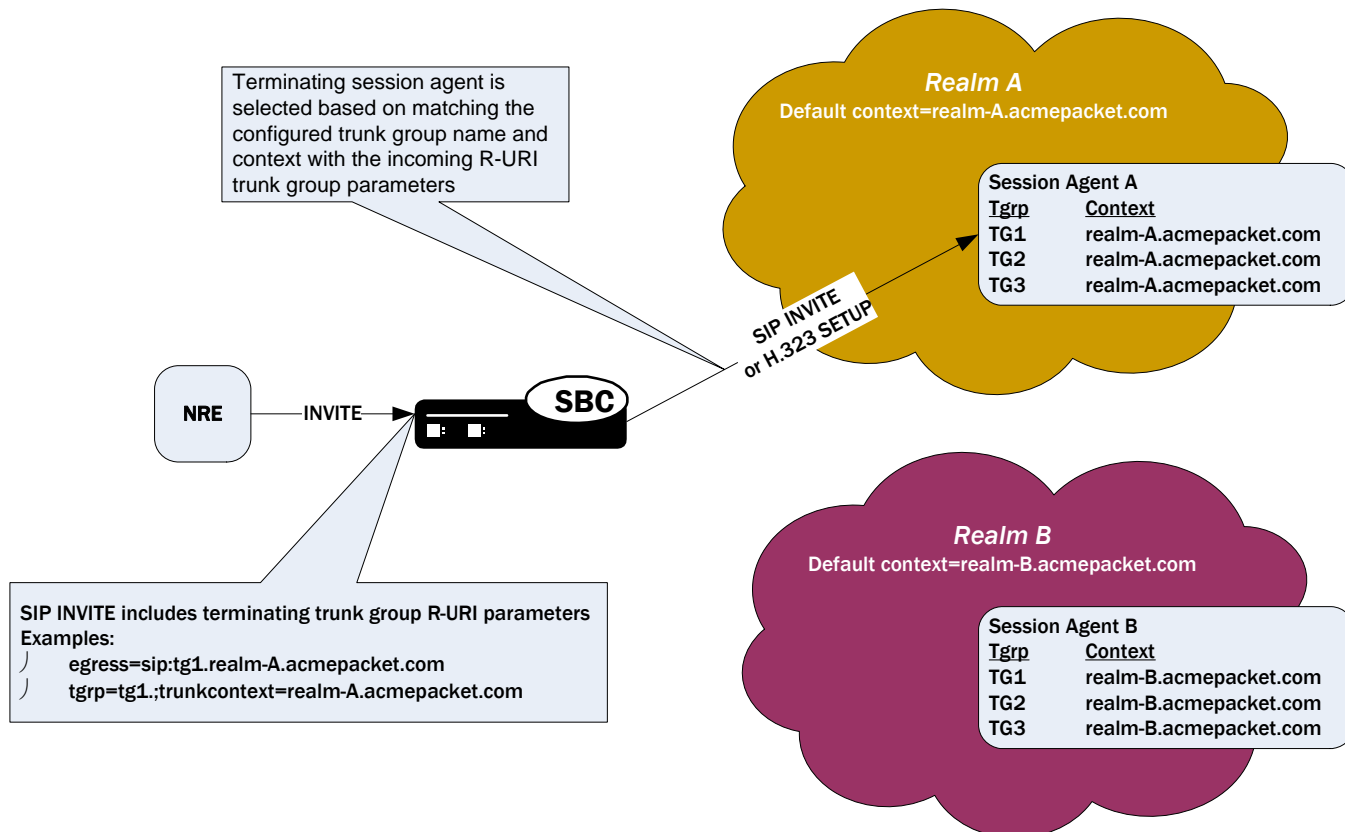 Terminating session agent is
selected based on matching the
configured trunk group name and
context with the incoming R-URI
trunk group parameters
Realm A
Default context=realm-A.acmepacket.com
Session Agent A
Tgrp Context
TG1 realm-A.acmepacket.com
TG2 realm-A.acmepacket.com
TG3 realm-A.acmepacket.com
SIP INVITE
or H.323 SETUP
NRE
INVITE
SBC
Realm B
Default context=realm-B.acmepacket.com
Session Agent B
Tgrp Context
TG1 realm-B.acmepacket.com
TG2 realm-B.acmepacket.com
TG3 realm-B.acmepacket.com
SIP INVITE includes terminating trunk group R-URI parameters
Examples:
) egress=sip:tg1.realm-A.acmepacket.com
) tgrp=tg1.;trunkcontext=realm-A.acmepacket.com